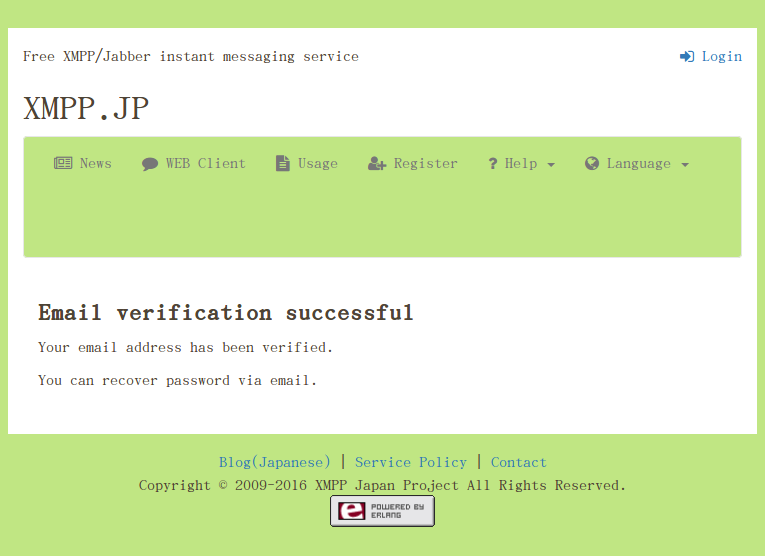 Free XMPP/Jabber instant messaging service
Login
XMPP.JP
News WEB Client Usage Register ? Help Language
Email verification successful
Your email address has been verified.
You can recover password via email.
Blog(Japanese) | Service Policy | Contact
Copyright © 2009-2016 XMPP Japan Project All Rights Reserved.
e POWERED BY
ERLANG